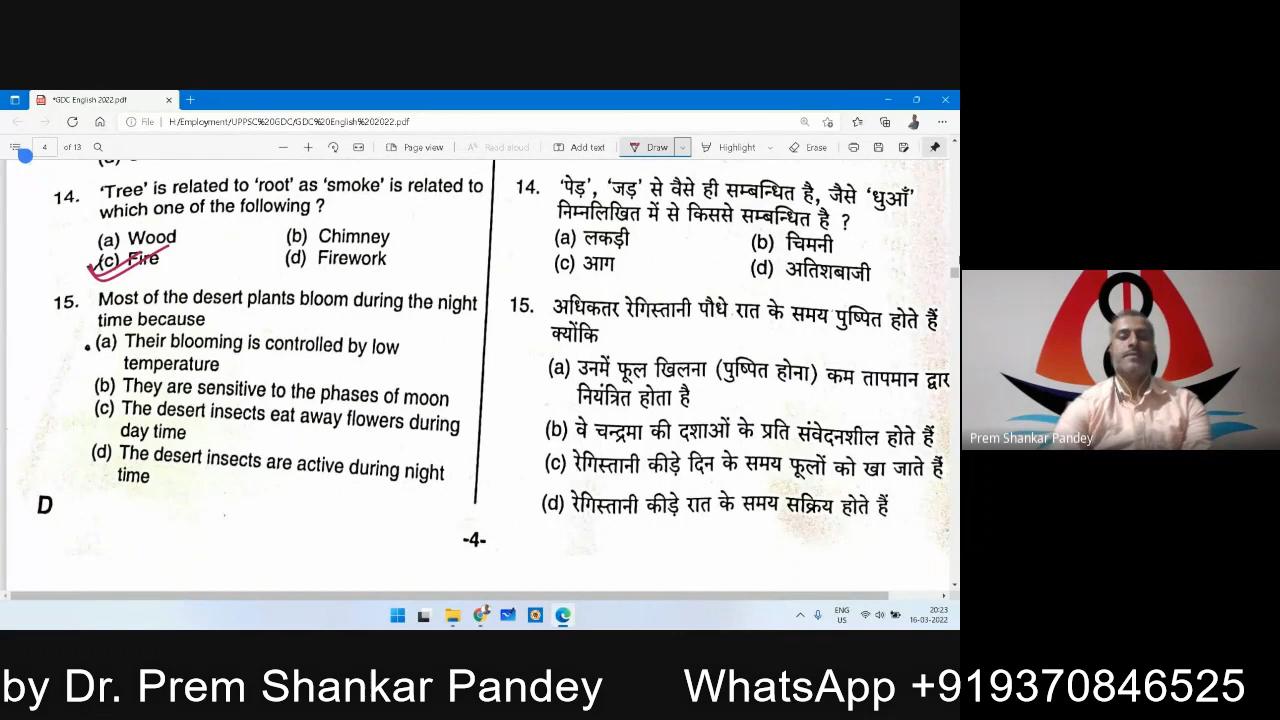 *GDC English 2022.pdf
File
H:/Employment/UPPSC%20GDC/GDC%20English%202022.pdf
4 of 13
Page view
Read aloud
Add text
Draw
Highlight
Erase
14. 'Tree' is related to 'root' as 'smoke' is related to
which one of the following ?
(a) Wood (b) Chimney
(c) Fire (d) Firework
15. Most of the desert plants bloom during the night
time because
(a) Their blooming is controlled by low
temperature
(b) They are sensitive to the phases of moon
(c) The desert insects eat away flowers during
day time
(d) The desert insects are active during night
time
D
14. 'पेड़', 'जड़' से वैसे ही सम्बन्धित है, जैसे 'धुआँ'
निम्नलिखित में से किससे सम्बन्धित है ?
(a) लकड़ी (b) चिमनी
(c) आग (d) अतिशबाजी
15. अधिकतर रेगिस्तानी पौधे रात के समय पुष्पित होते हैं
क्योंकि
(a) उनमें फूल खिलना (पुष्पित होना) कम तापमान द्वार
नियंत्रित होता है
(b) वे चन्द्रमा की दशाओं के प्रति संवेदनशील होते हैं
(c) रेगिस्तानी कीड़े दिन के समय फूलों को खा जाते हैं
(d) रेगिस्तानी कीड़े रात के समय सक्रिय होते हैं
-4-
Prem Shankar Pandey
ENG
US
20:23
16-03-2022
by Dr. Prem Shankar Pandey WhatsApp +919370846525